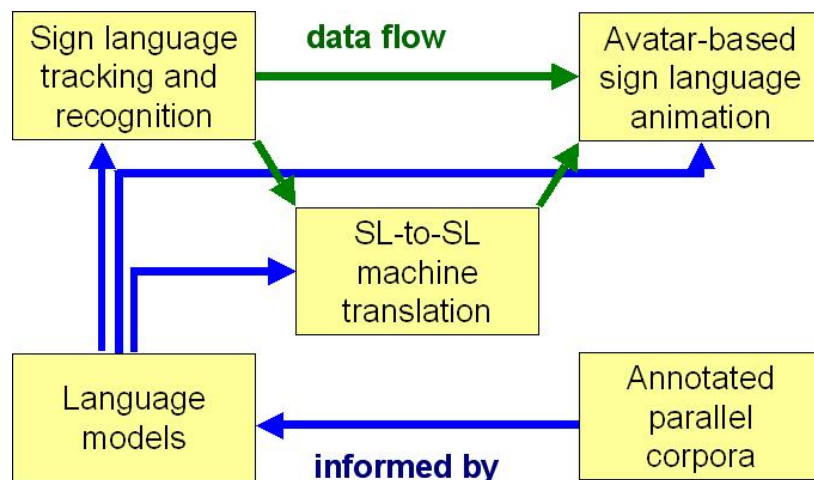 Sign language
tracking and
recognition
data flow
Avatar-based
sign language
animation
SL-to-SL
machine
translation
Language
models
informed by
Annotated
parallel
corpora